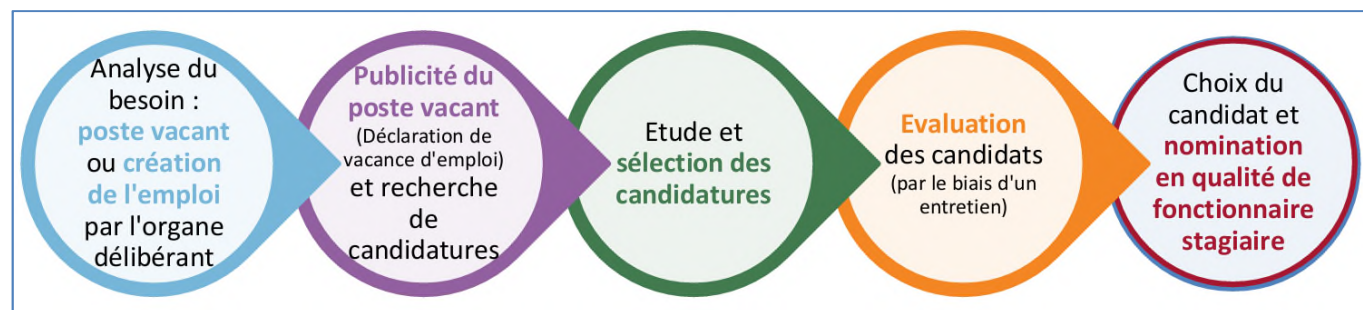 Analyse du
besoin :
poste vacant
ou création
de l'emploi
par l'organe
délibérant
Publicité du
poste vacant
(Déclaration de
vacance d'emploi)
et recherche
de
candidatures
Etude et
sélection des
candidatures
Evaluation
des candidats
(par le biais d'un
entretien)
Choix du
candidat et
nomination
en qualité de
fonctionnaire
stagiaire